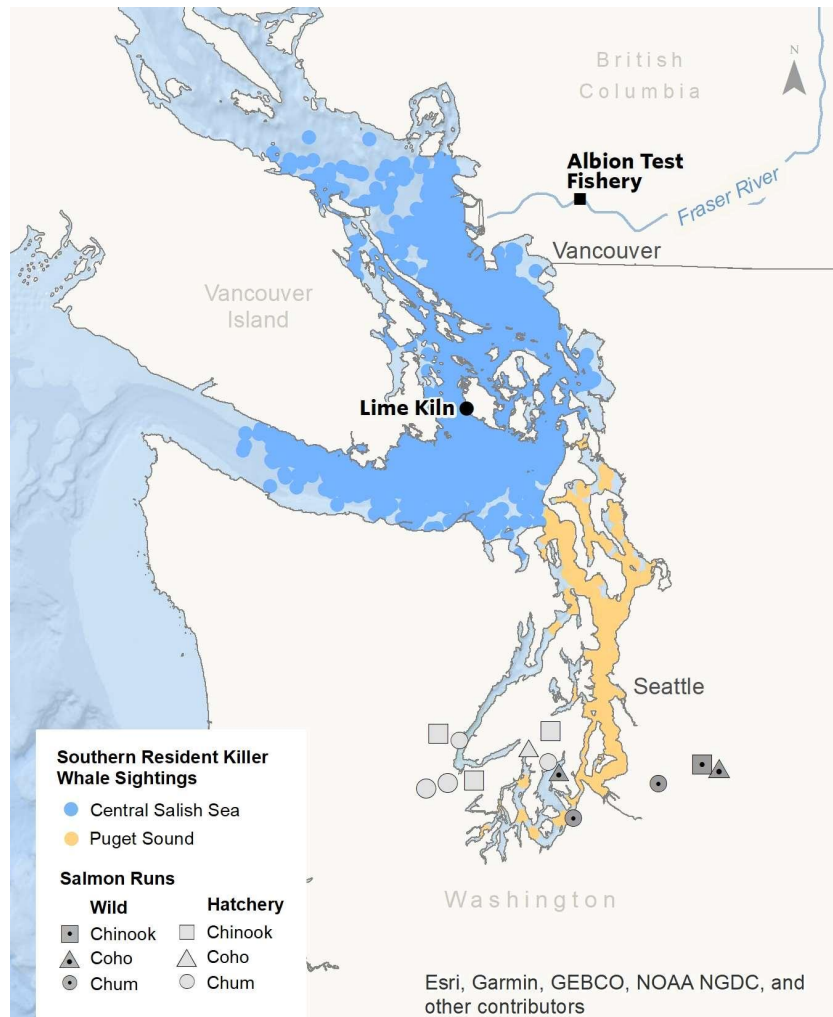 British
Columbia
N
Albion Test
Fishery
Fraser River
Vancouver
Vancouver
Island
Lime Kiln
Seattle
Southern Resident Killer
Whale Sightings
Central Salish Sea
Puget Sound
Salmon Runs
Wild Hatchery
Chinook Chinook
Coho Coho
Chum Chum
Washington
Esri, Garmin, GEBCO, NOAA NGDC, and
other contributors